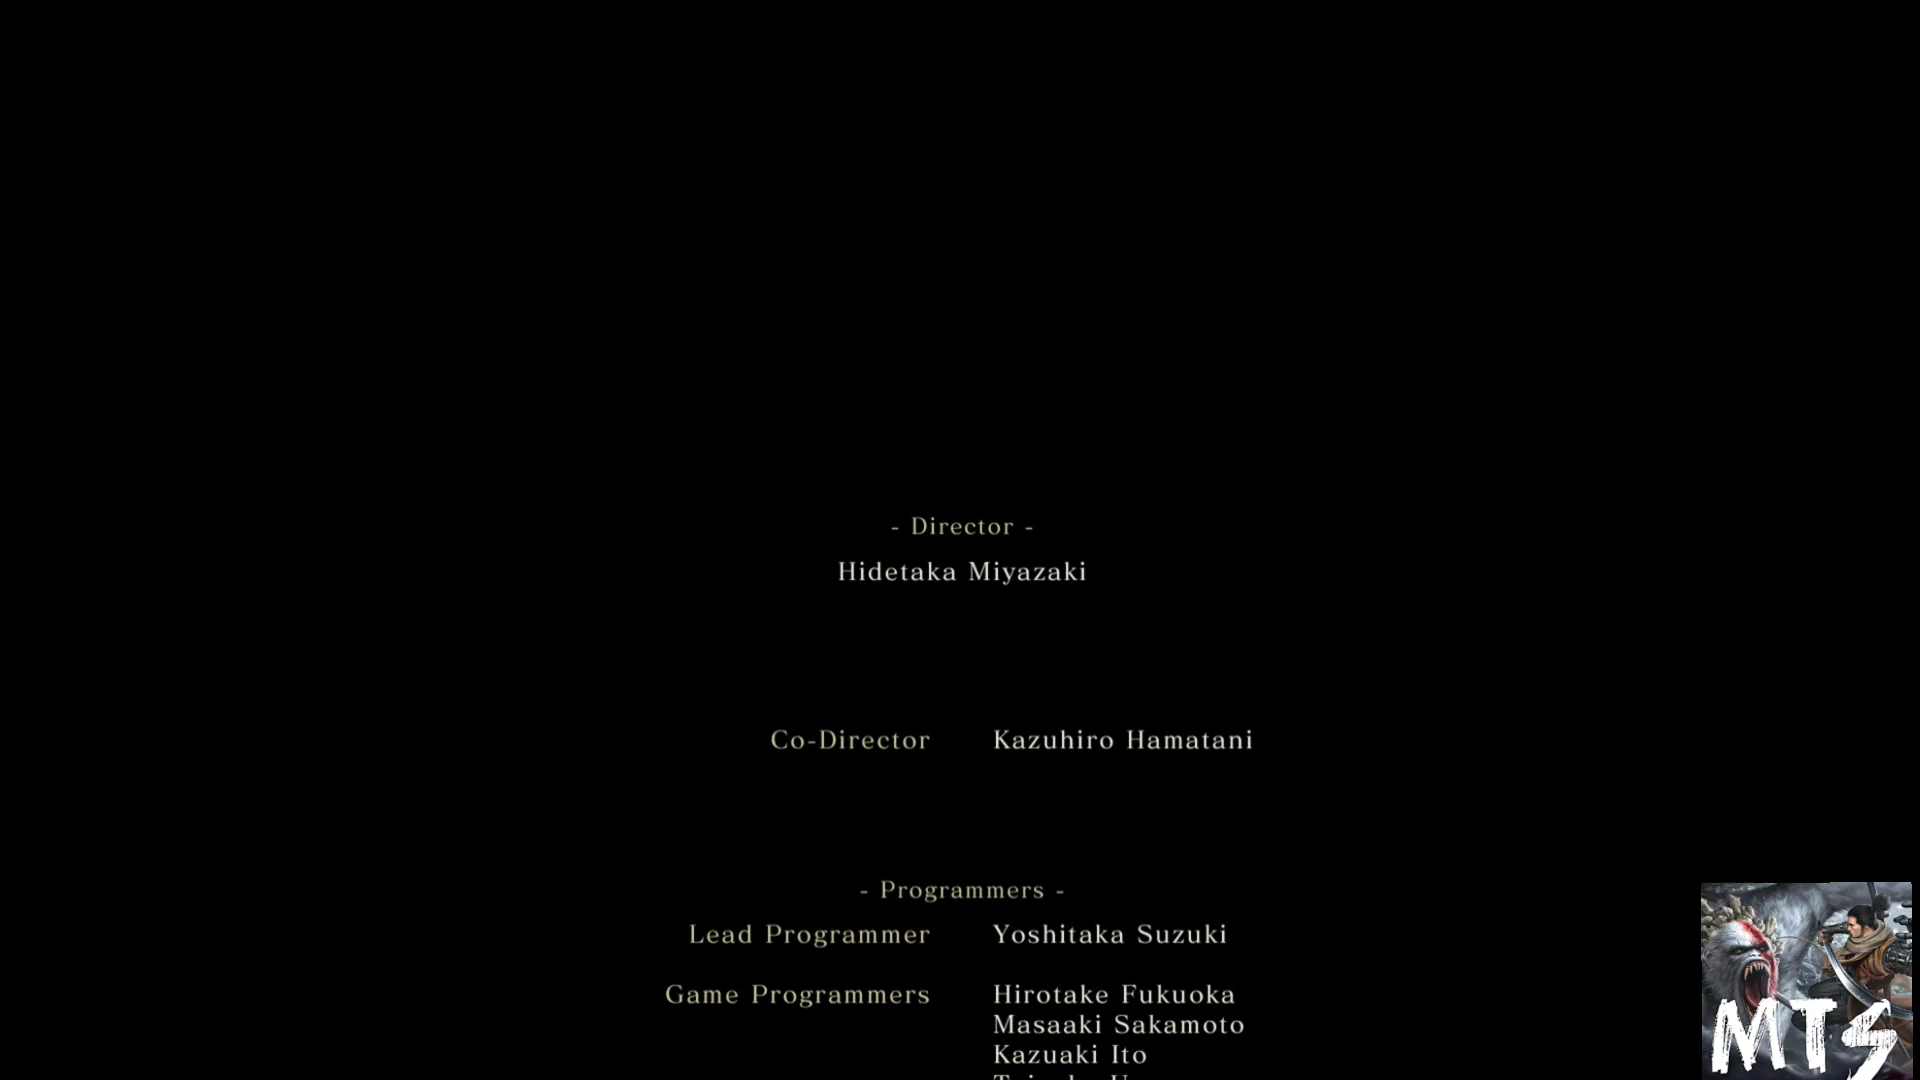 - Director -
Hidetaka Miyazaki
Co-Director Kazuhiro Hamatani
- Programmers -
Lead Programmer Yoshitaka Suzuki
Game Programmers Hirotake Fukuoka
Masaaki Sakamoto
Kazuaki Ito
MTS